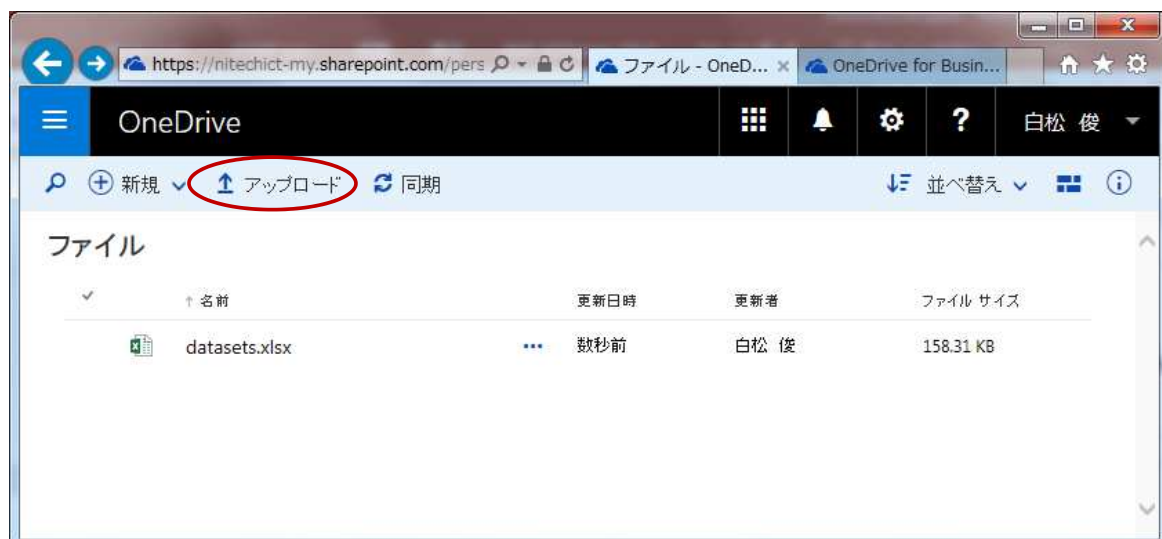 https://nitechict-my.sharepoint.com/pers ファイル - OneD... OneDrive for Busin...
OneDrive ? 白松 俊
新規 アップロード 同期 並べ替え
ファイル
名前 更新日時 更新者 ファイル サイズ
datasets.xlsx ... 数秒前 白松 俊 158.31 KB